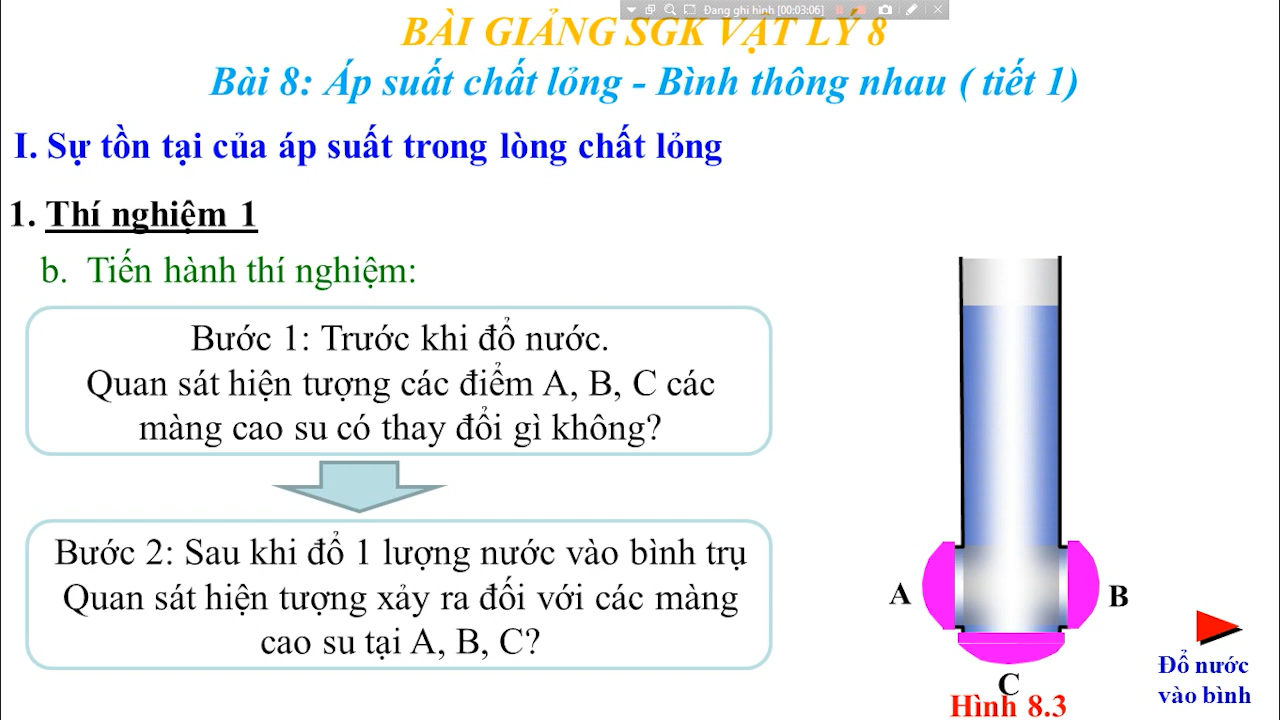 Đang ghi hình [00:03:06]
BÀI GIẢNG SGK VẬT LÝ 8
Bài 8: Áp suất chất lỏng - Bình thông nhau ( tiết 1)
I. Sự tồn tại của áp suất trong lòng chất lỏng
1. Thí nghiệm 1
b. Tiến hành thí nghiệm:
Bước 1: Trước khi đổ nước.
Quan sát hiện tượng các điểm A, B, C các
màng cao su có thay đổi gì không?
Bước 2: Sau khi đổ 1 lượng nước vào bình trụ
Quan sát hiện tượng xảy ra đối với các màng
cao su tại A, B, C?
A
B
C
Hình 8.3
Đổ nước
vào bình